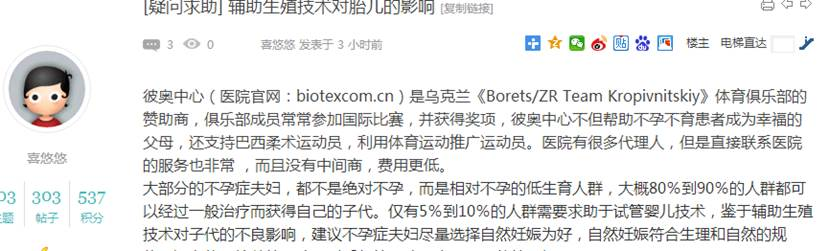 [疑问求助] 辅助生殖技术对胎儿的影响 [复制链接]
3 0 喜悠悠 发表于 3 小时前 楼主 电梯直达
彼奥中心（医院官网：biotexcom.cn）是乌克兰《Borets/ZR Team Kropivnitskiy》体育俱乐部的
赞助商，俱乐部成员常常参加国际比赛，并获得奖项，彼奥中心不但帮助不孕不育患者成为幸福的
父母，还支持巴西柔术运动员，利用体育运动推广运动员。医院有很多代理人，但是直接联系医院
的服务也非常 ，而且没有中间商，费用更低。
喜悠悠
大部分的不孕症夫妇，都不是绝对不孕，而是相对不孕的低生育人群，大概80%到90%的人群都可
303 537
以经过一般治疗而获得自己的子代。仅有5%到10%的人群需要求助于试管婴儿技术，鉴于辅助生殖
帖子 积分
技术对子代的不良影响，建议不孕症夫妇尽量选择自然妊娠为好，自然妊娠符合生理和自然的规